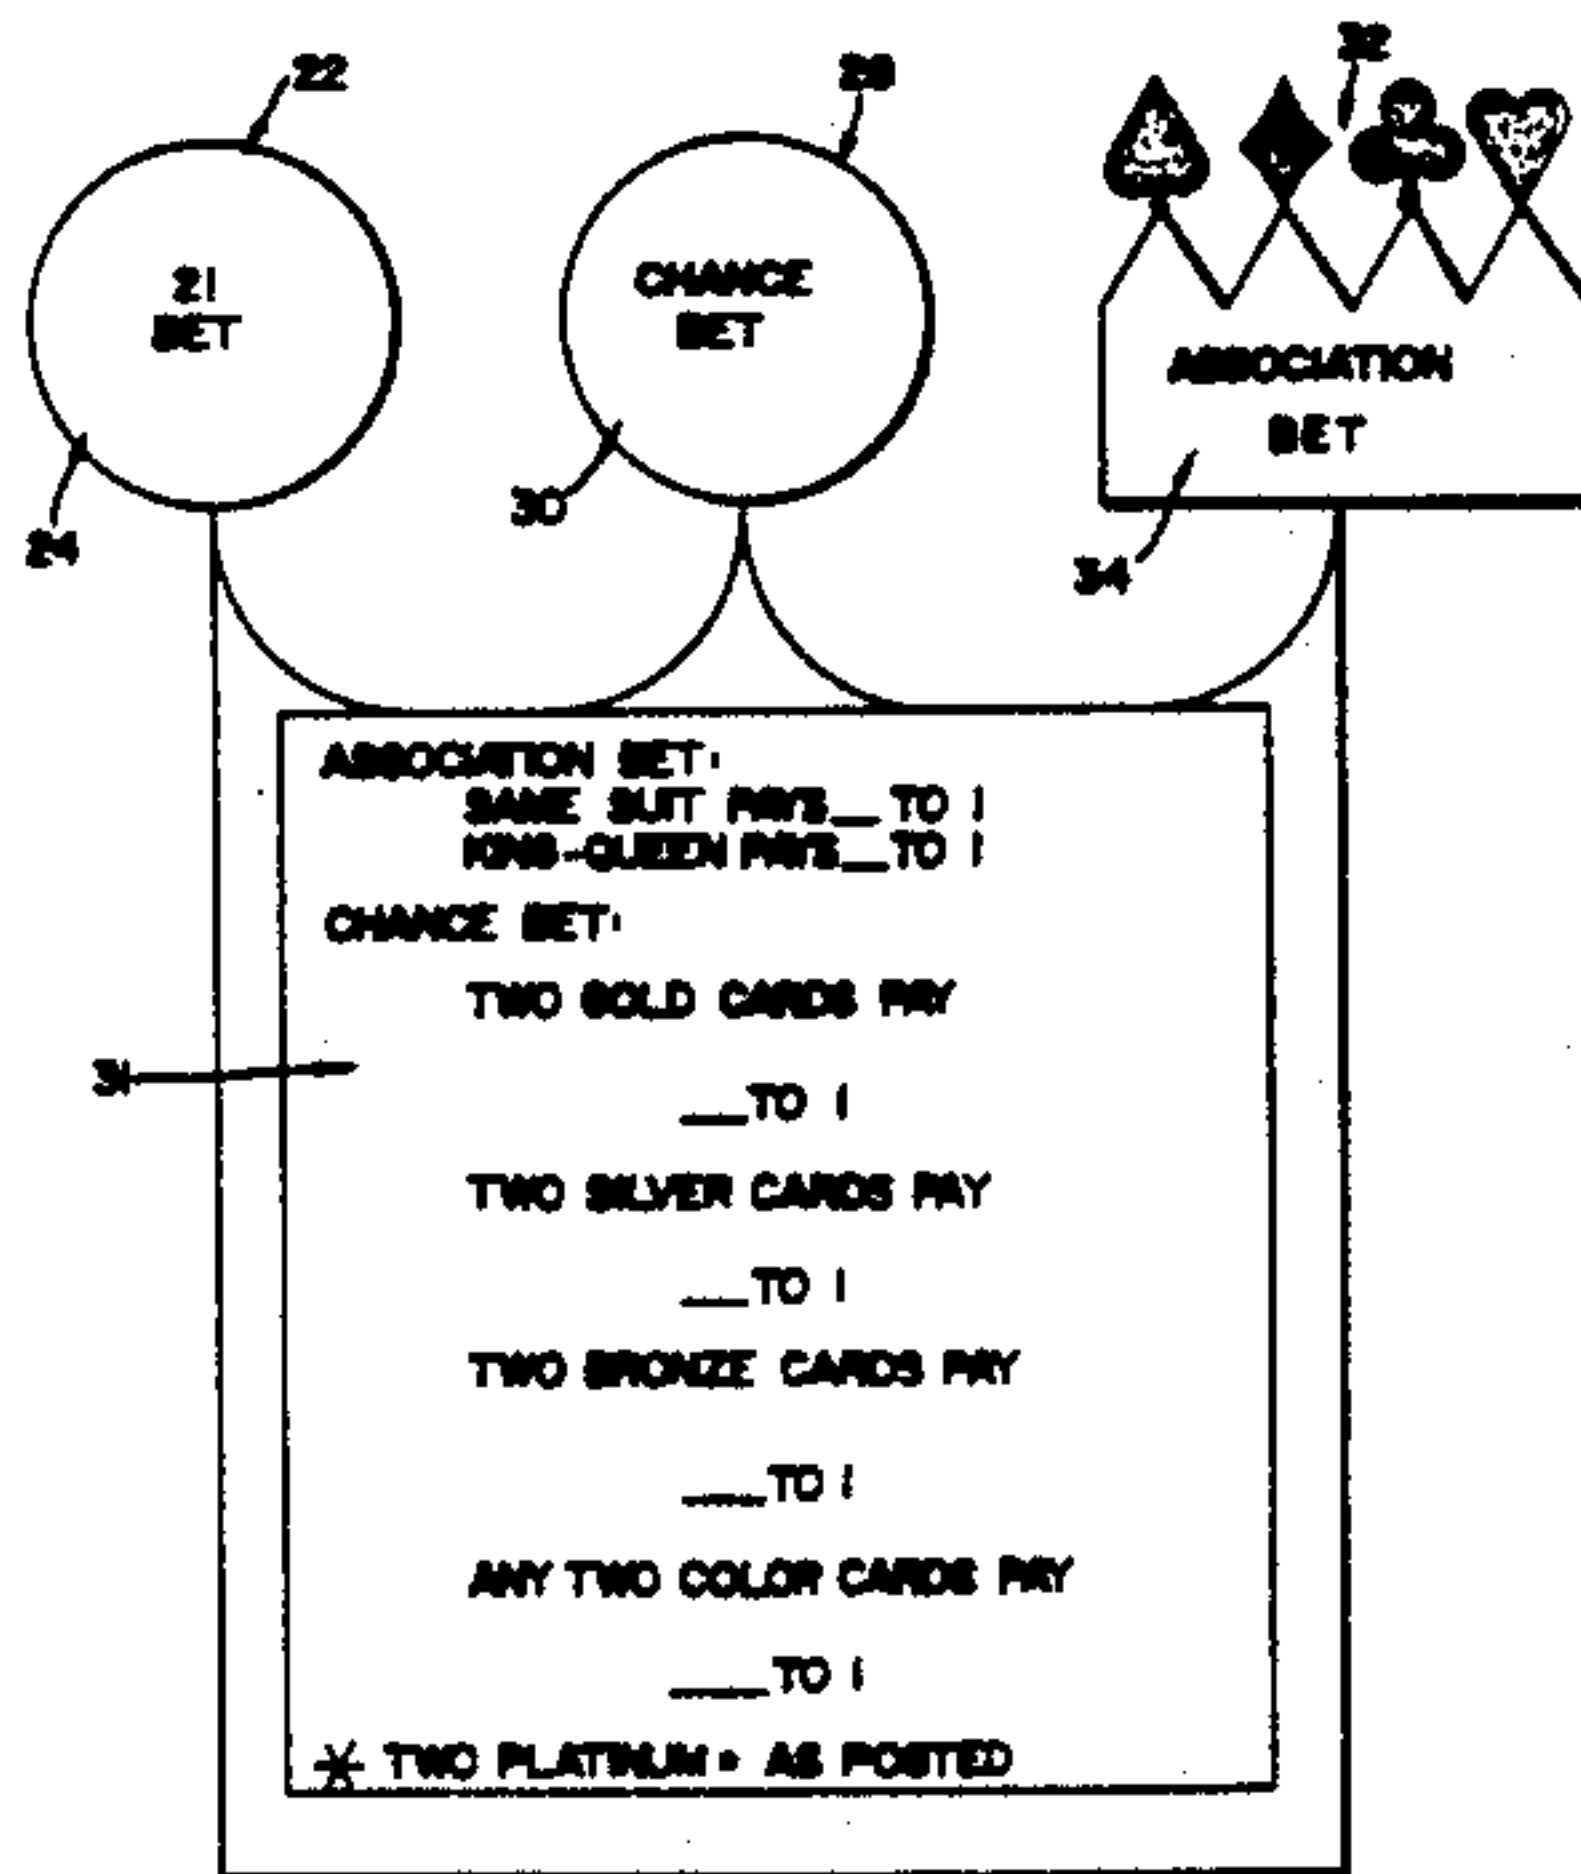 22
32
21
BET
CHANCE
BET
ASSOCIATION
BET
24
30
34
ASSOCIATION BET:
SAME SUIT PAYS__TO 1
KING-QUEEN PAYS__TO 1
CHANCE BET:
TWO GOLD CARDS PAY
31
__TO 1
TWO SILVER CARDS PAY
__TO 1
TWO BRONZE CARDS PAY
__TO 1
ANY TWO COLOR CARDS PAY
__TO 1
* TWO PLATINUM = AS POSTED